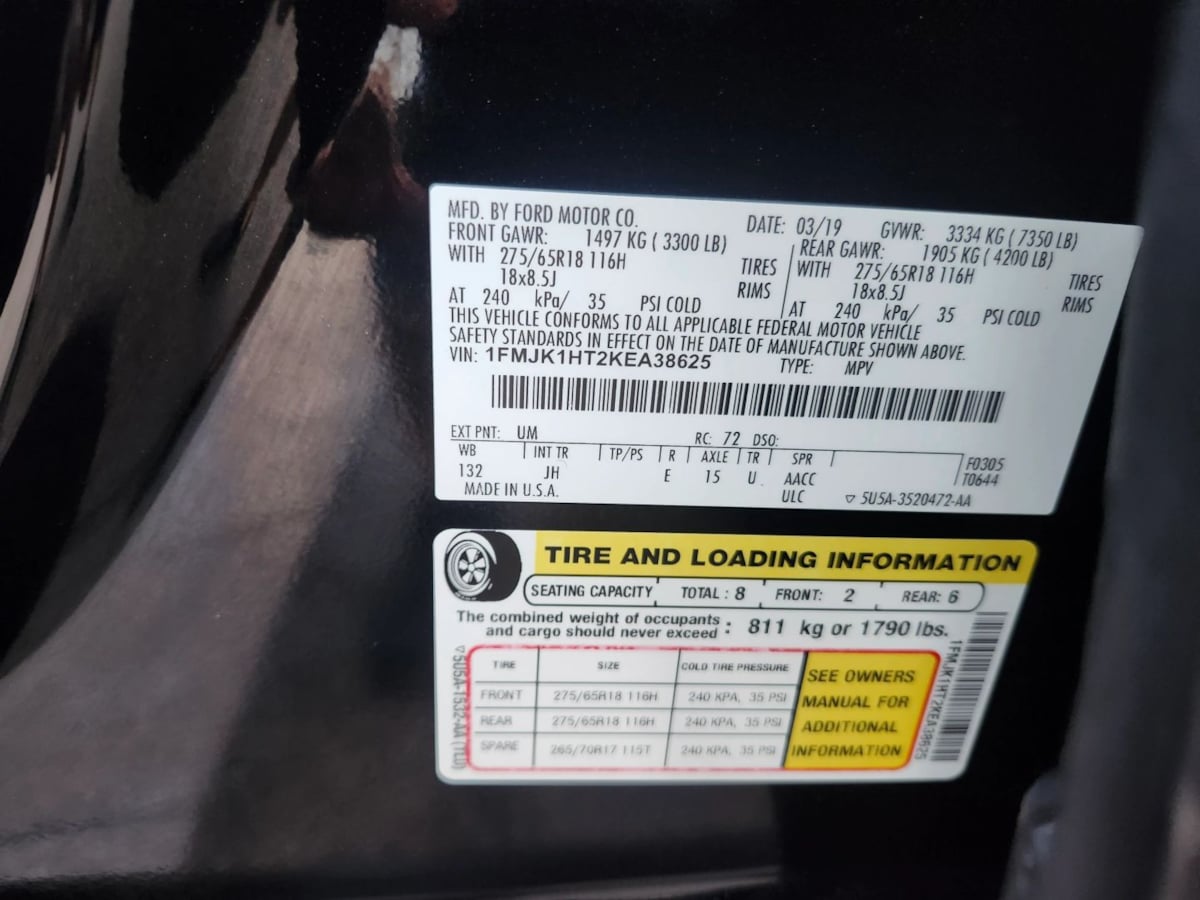 MFD. BY FORD MOTOR CO. DATE: 03/19 GVWR: 3334 KG ( 7350 LB)
FRONT GAWR: 1497 KG ( 3300 LB) REAR GAWR: 1905 KG ( 4200 LB)
WITH 275/65R18 116H TIRES WITH 275/65R18 116H TIRES
18x8.5J RIMS 18x8.5J RIMS
AT 240 kPa/ 35 PSI COLD AT 240 kPa/ 35 PSI COLD
THIS VEHICLE CONFORMS TO ALL APPLICABLE FEDERAL MOTOR VEHICLE
SAFETY STANDARDS IN EFFECT ON THE DATE OF MANUFACTURE SHOWN ABOVE.
VIN: 1FMJK1HT2KEA38625 TYPE: MPV
EXT PNT: UM RC: 72 DSO:
WB INT TR TP/PS R AXLE TR SPR F0305
132 JH E 15 U AACC T0644
MADE IN U.S.A. ULC ▽ 5U5A-3520472-AA
TIRE AND LOADING INFORMATION
SEATING CAPACITY TOTAL : 8 FRONT: 2 REAR: 6
The combined weight of occupants
and cargo should never exceed : 811 kg or 1790 lbs.
TIRE SIZE COLD TIRE PRESSURE
FRONT 275/65R18 116H 240 KPA, 35 PSI
REAR 275/65R18 116H 240 KPA, 35 PSI
SPARE 265/70R17 115T 240 KPA, 35 PSI
SEE OWNERS
MANUAL FOR
ADDITIONAL
INFORMATION
▽5U5A-1532-AA (TLU)
1FMJK1HT2KEA38625